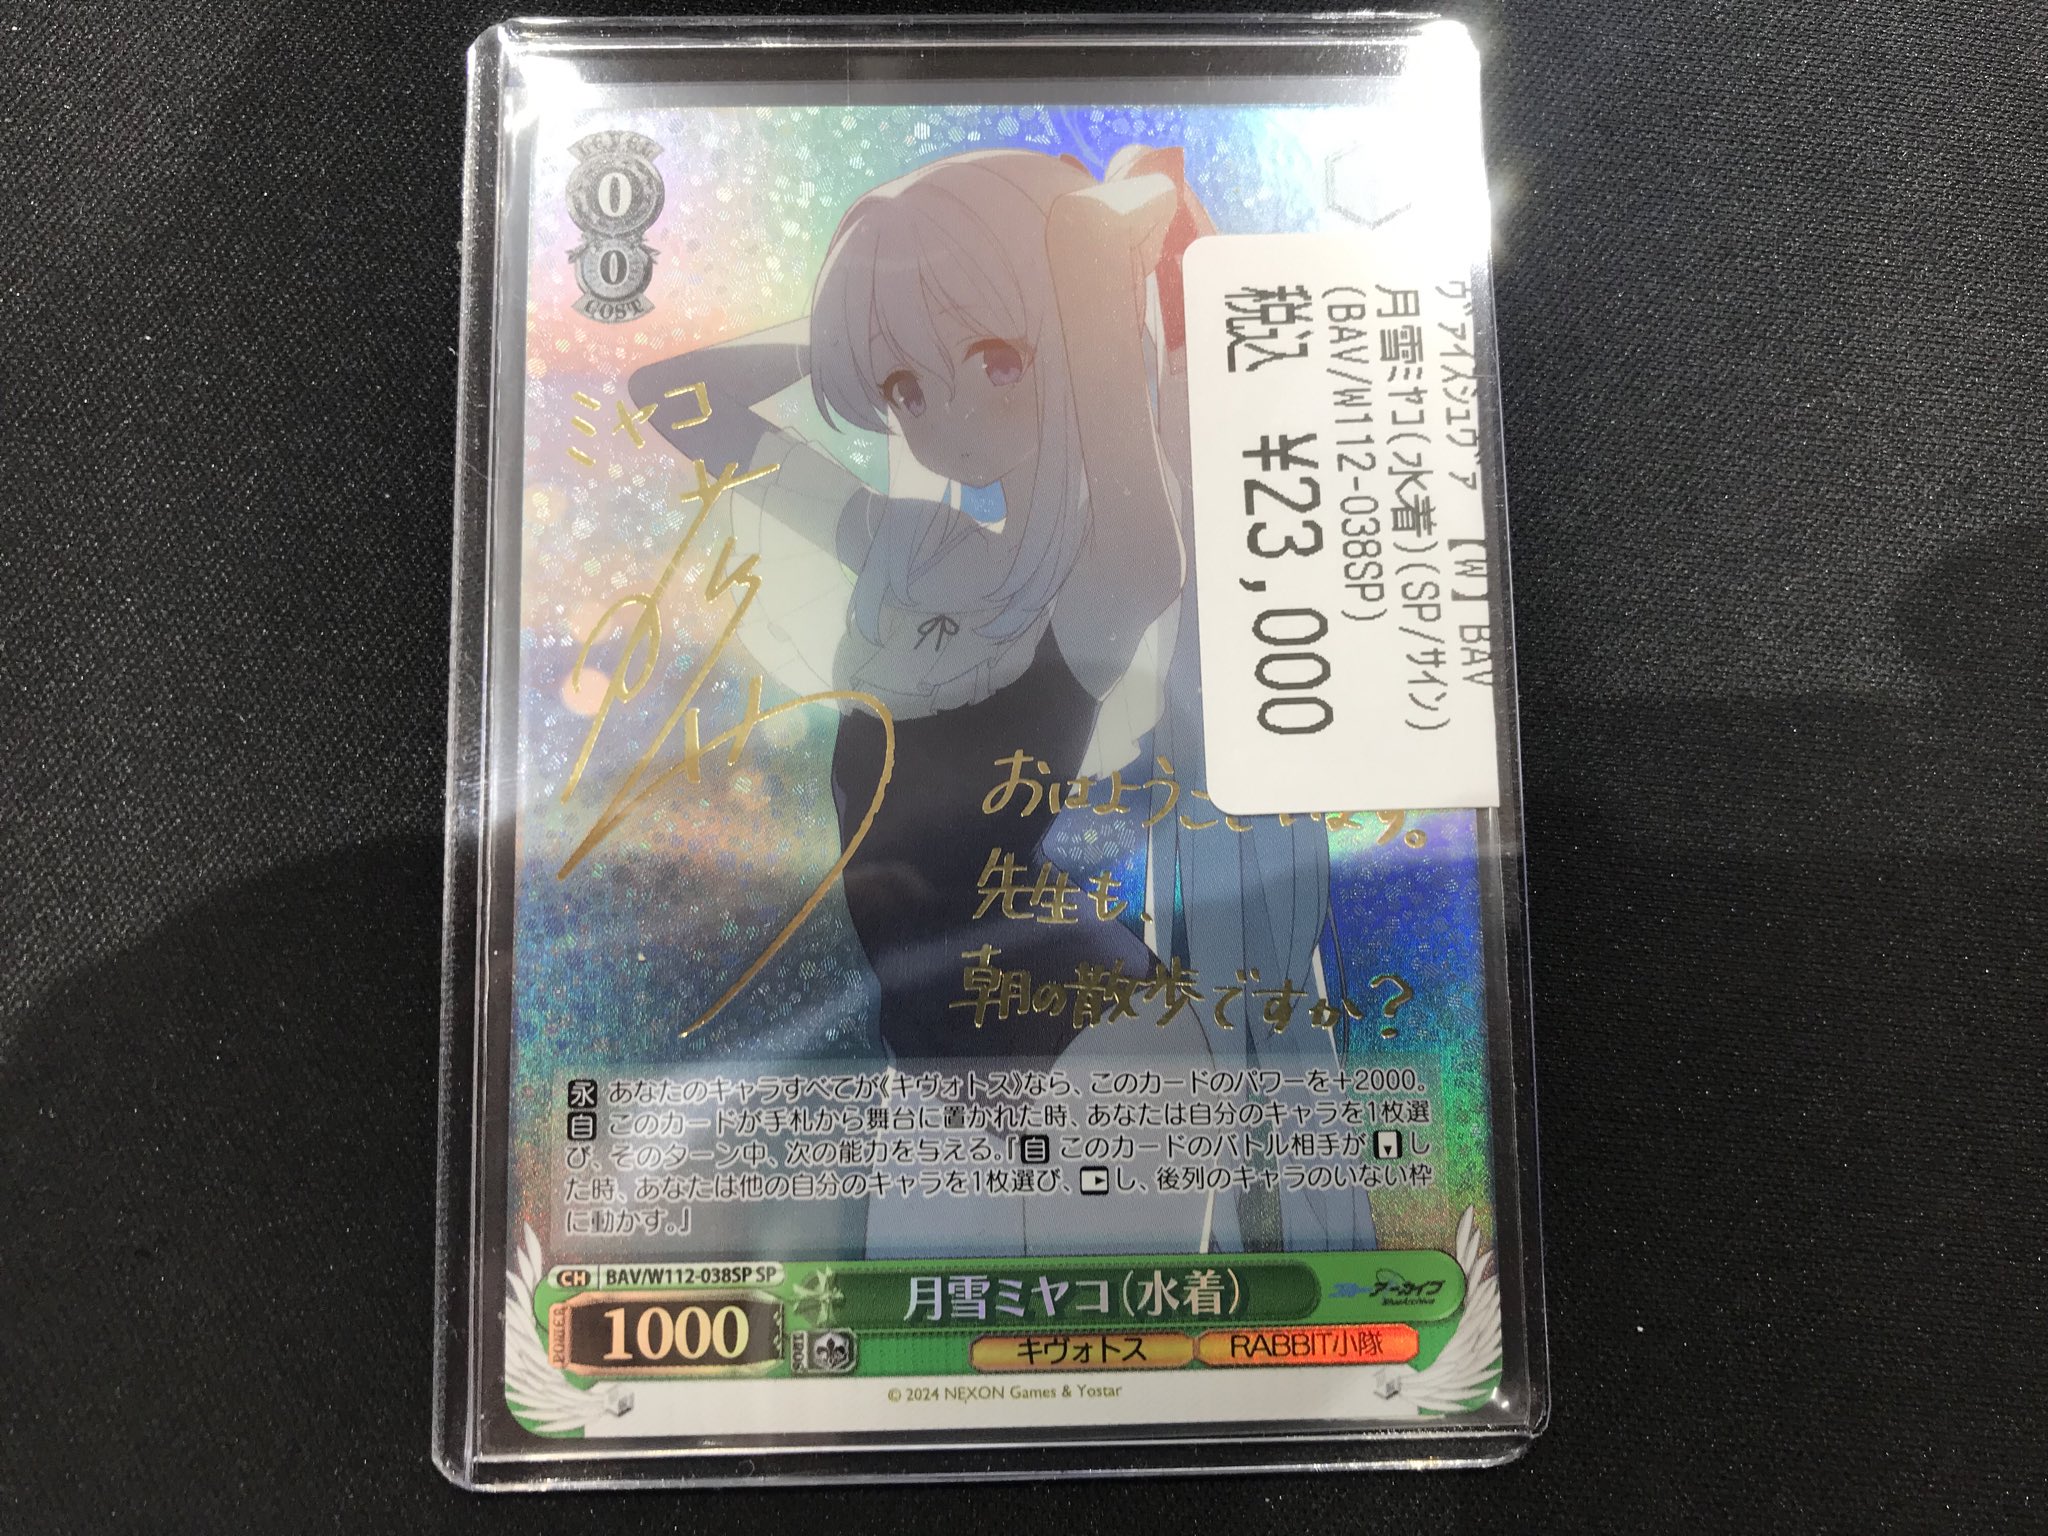 LEVEL
0
0
COST
ヴァイスシュヴァ 【W】BAV
月雪ミヤコ(水着)(SP/サイン)
(BAV/W112-038SP)
税込 ¥23,000
ミヤコ
おはようございます。
先生も、
朝の散歩ですか?
永 あなたのキャラすべてが《キヴォトス》なら、このカードのパワーを+2000。
自 このカードが手札から舞台に置かれた時、あなたは自分のキャラを1枚選
び、そのターン中、次の能力を与える。『自 このカードのバトル相手が し
た時、あなたは他の自分のキャラを1枚選び、 し、後列のキャラのいない枠
に動かす。』
CH BAV/W112-038SP SP
月雪ミヤコ(水着)
ブルーアーカイブ
BlueArchive
POWER 1000
キヴォトス RABBIT小隊
© 2024 NEXON Games & Yostar